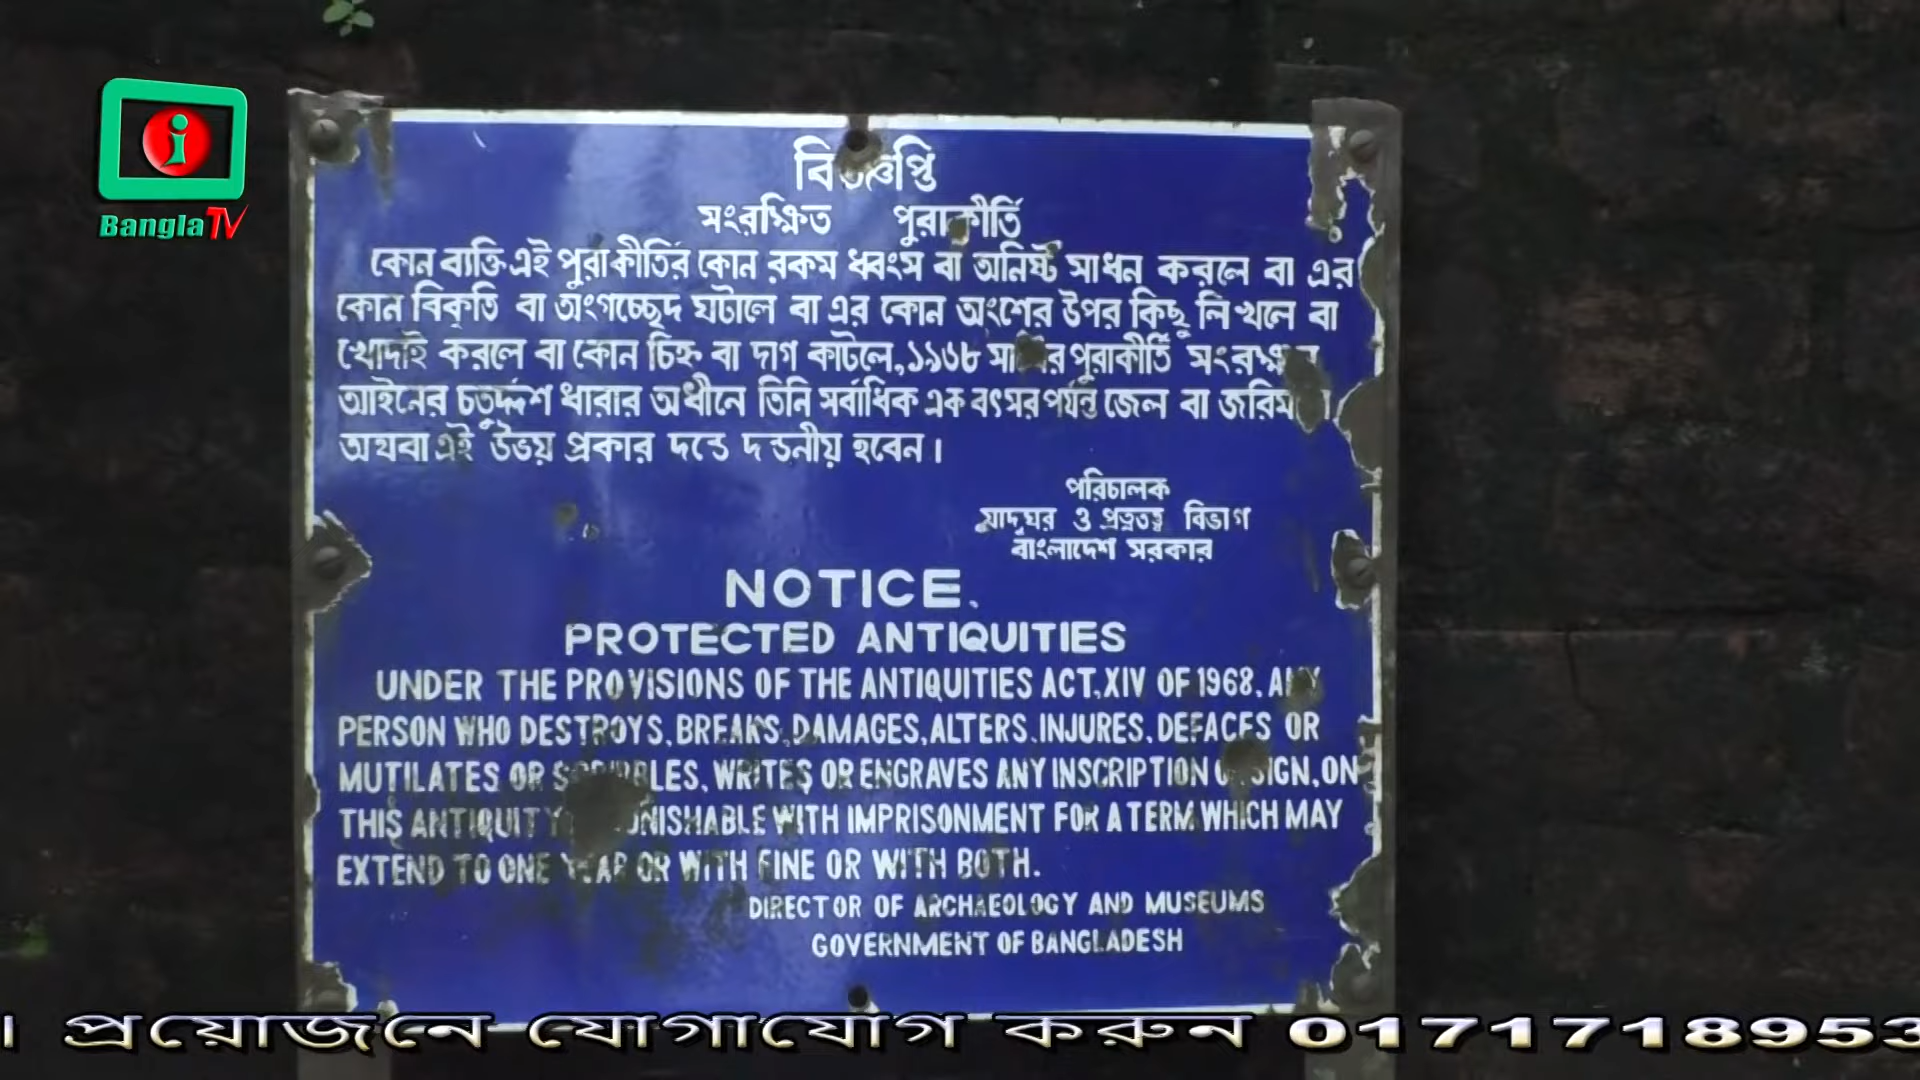 i
Bangla TV
বিজ্ঞপ্তি
সংরক্ষিত পুরাকীর্তি
কোন ব্যক্তি এই পুরাকীর্তির কোন রকম ধ্বংস বা অনিষ্ট সাধন করলে বা এর
কোন বিকৃতি বা অংগচ্ছেদ ঘটালে বা এর কোন অংশের উপর কিছু লিখলে বা
খোদাই করলে বা কোন চিহ্ন বা দাগ কাটলে, ১৯৬৮ সালের পুরাকীর্তি সংরক্ষণ
আইনের চতুর্দ্দশ ধারার অধীনে তিনি সর্বাধিক এক বৎসর পর্যন্ত জেল বা জরিমানা
অথবা এই উভয় প্রকার দন্ডে দন্ডনীয় হবেন।
পরিচালক
যাদুঘর ও প্রত্নতত্ত্ব বিভাগ
বাংলাদেশ সরকার
NOTICE.
PROTECTED ANTIQUITIES
UNDER THE PROVISIONS OF THE ANTIQUITIES ACT, XIV OF 1968, ANY
PERSON WHO DESTROYS, BREAKS, DAMAGES, ALTERS, INJURES, DEFACES OR
MUTILATES OR SCRIBBLES, WRITES OR ENGRAVES ANY INSCRIPTION OR SIGN, ON
THIS ANTIQUITY PUNISHABLE WITH IMPRISONMENT FOR A TERM WHICH MAY
EXTEND TO ONE YEAR OR WITH FINE OR WITH BOTH.
DIRECTOR OF ARCHAEOLOGY AND MUSEUMS
GOVERNMENT OF BANGLADESH
। প্রয়োজনে যোগাযোগ করুন 0171718953